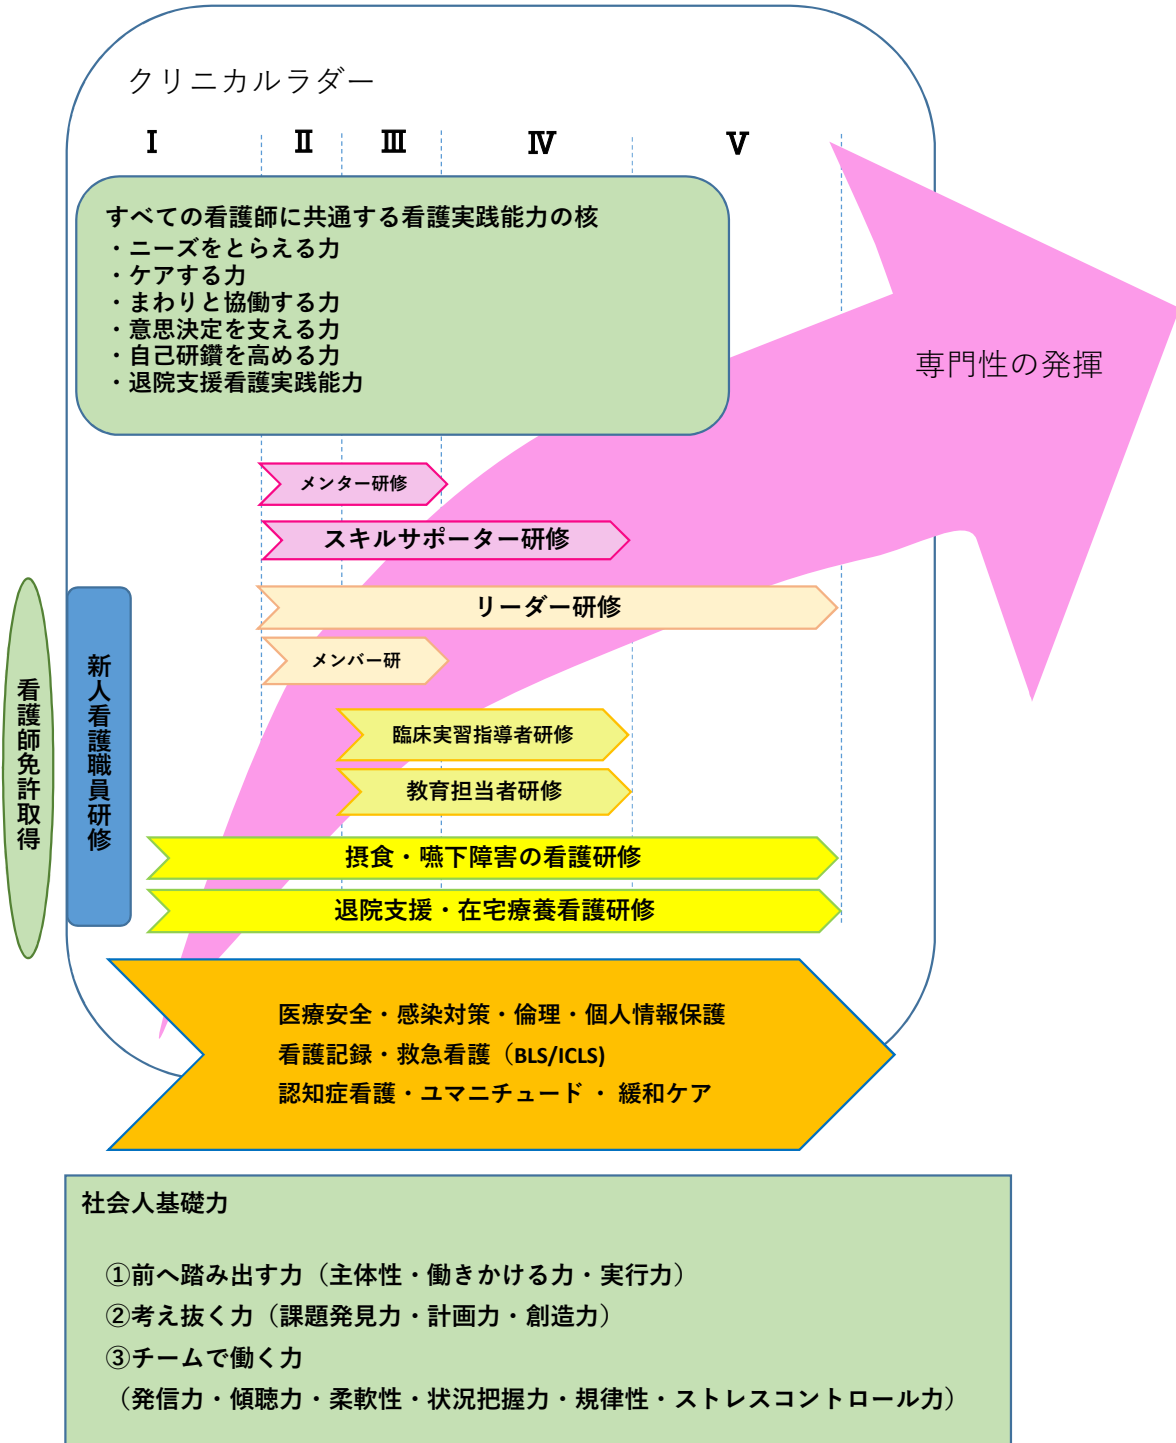 クリニカルラダー
Ⅰ Ⅱ Ⅲ Ⅳ Ⅴ
すべての看護師に共通する看護実践能力の核
・ニーズをとらえる力
・ケアする力
・まわりと協働する力
・意思決定を支える力
・自己研鑽を高める力
・退院支援看護実践能力
専門性の発揮
メンター研修
スキルサポーター研修
リーダー研修
メンバー研
看護師免許取得
新人看護職員研修
臨床実習指導者研修
教育担当者研修
摂食・嚥下障害の看護研修
退院支援・在宅療養看護研修
医療安全・感染対策・倫理・個人情報保護
看護記録・救急看護（BLS/ICLS)
認知症看護・ユマニチュード ・ 緩和ケア
社会人基礎力
①前へ踏み出す力（主体性・働きかける力・実行力）
②考え抜く力（課題発見力・計画力・創造力）
③チームで働く力
（発信力・傾聴力・柔軟性・状況把握力・規律性・ストレスコントロール力）